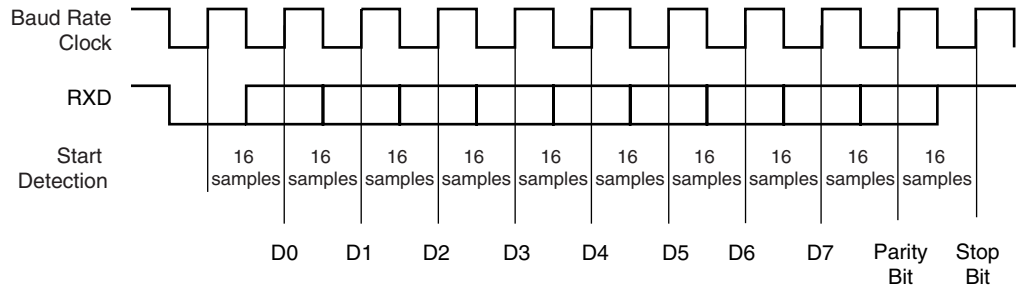 Baud Rate
Clock
RXD
Start
Detection
16 16 16 16 16 16 16 16 16 16
samples samples samples samples samples samples samples samples samples samples
D0 D1 D2 D3 D4 D5 D6 D7 Parity Stop
Bit Bit